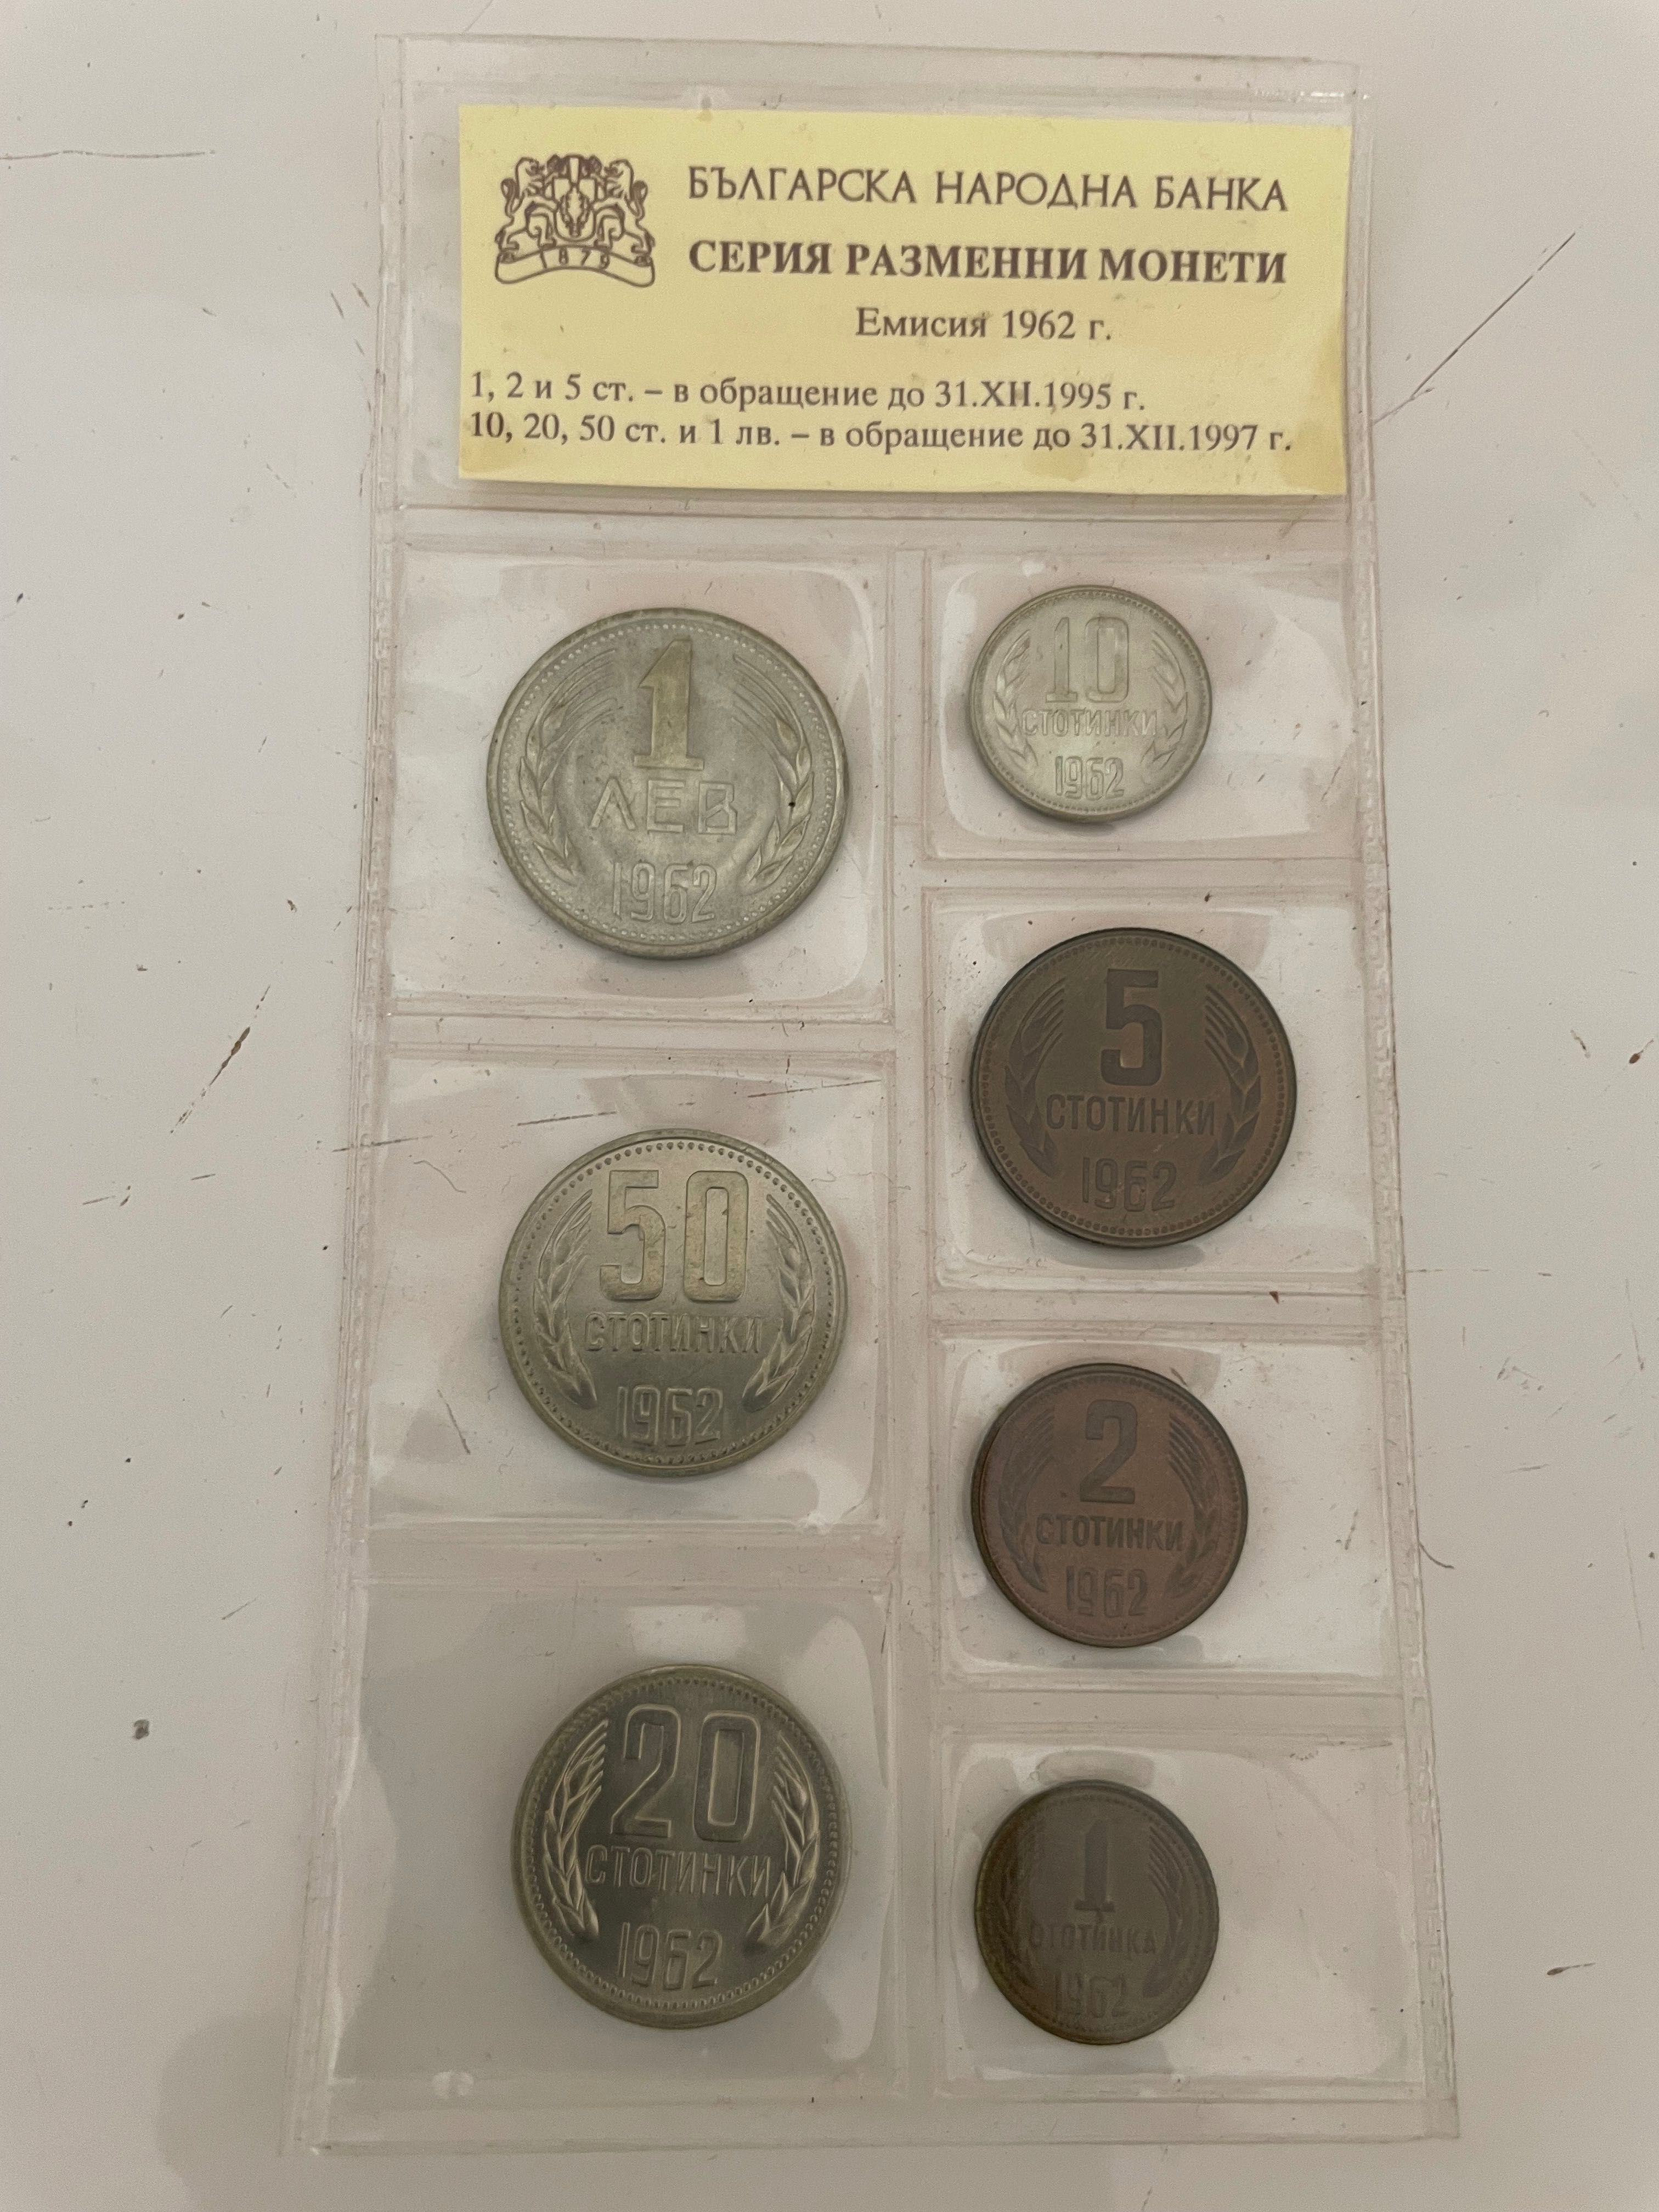 БЪЛГАРСКА НАРОДНА БАНКА
СЕРИЯ РАЗМЕННИ МОНЕТИ
Емисия 1962 г.
1879
1, 2 и 5 ст. – в обращение до 31.XII.1995 г.
10, 20, 50 ст. и 1 лв. – в обращение до 31.XII.1997 г.
1
ЛЕВ
1962
10
СТОТИНКИ
1962
5
СТОТИНКИ
1962
50
СТОТИНКИ
1962
2
СТОТИНКИ
1962
20
СТОТИНКИ
1962
1
СТОТИНКА
1962